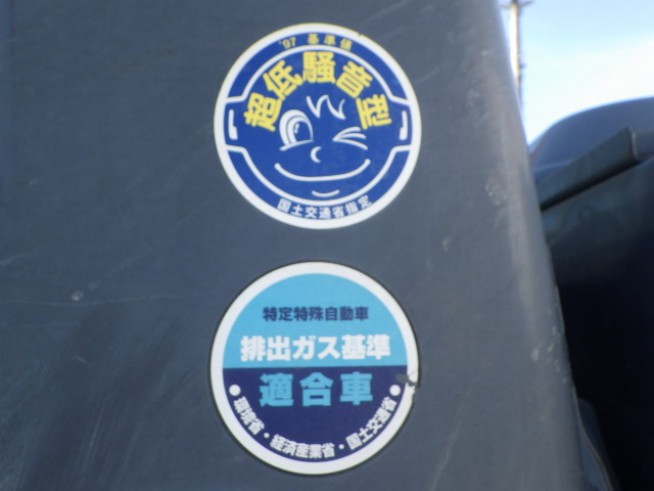 '97 基準値
超低騒音型
国土交通省指定
特定特殊自動車
排出ガス基準
適合車
●環境省・経済産業省・国土交通省●